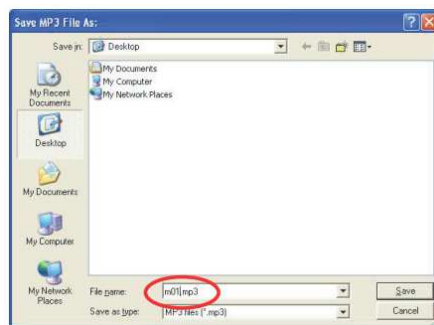 Save MP3 File As:
Save in: Desktop
My Documents
My Computer
My Network Places
My Recent
Documents
Desktop
My Documents
My Computer
My Network
Places
File name: m01.mp3
Save
Save as type: MP3 files (*.mp3)
Cancel